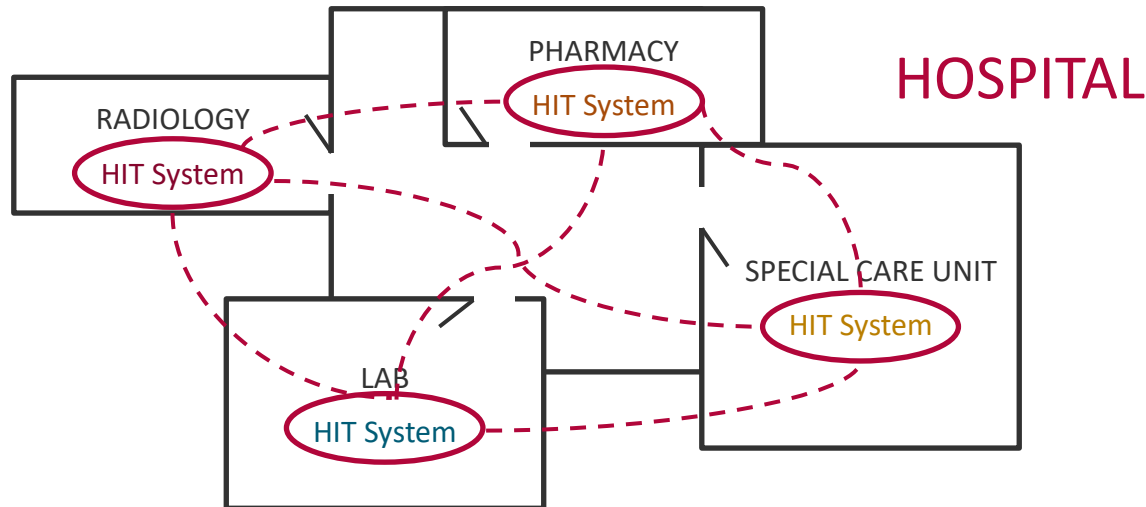 PHARMACY
HIT System
HOSPITAL
RADIOLOGY
HIT System
SPECIAL CARE UNIT
HIT System
LAB
HIT System